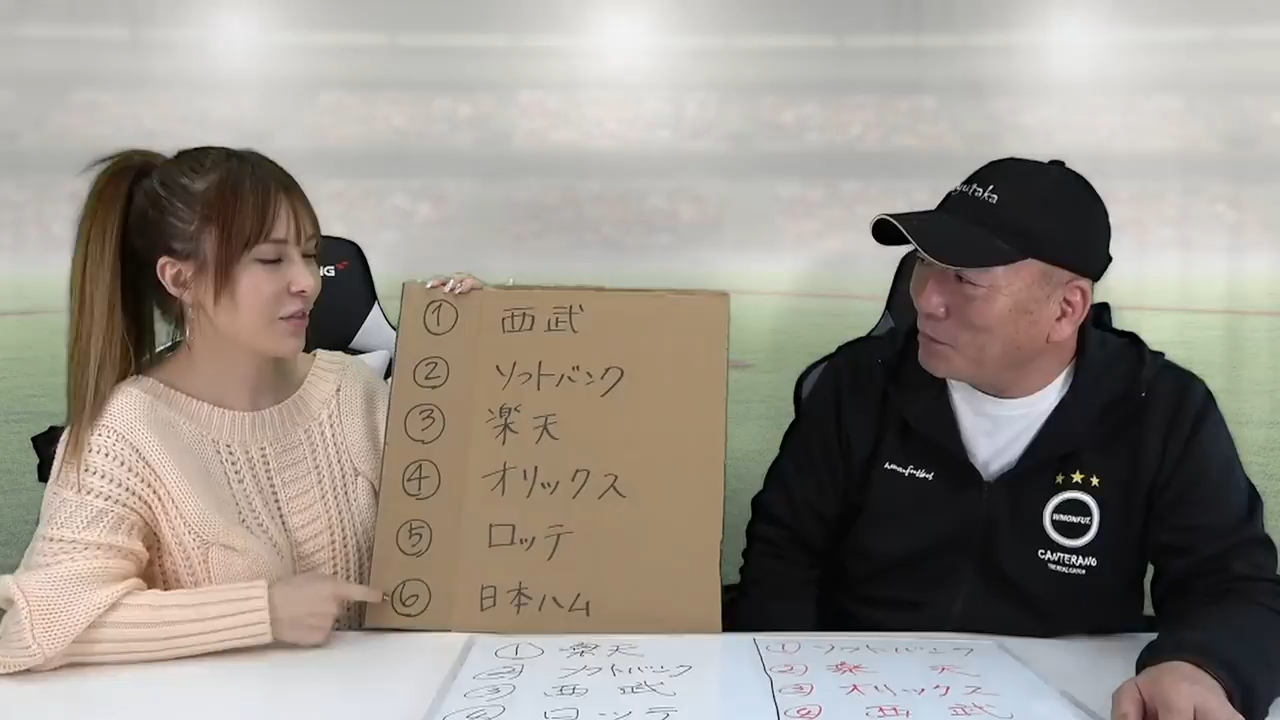 ① 西武
② ソフトバンク
③ 楽天
④ オリックス
⑤ ロッテ
⑥ 日本ハム
① 楽天
② ソフトバンク
③ 西武
④ ロッテ
① ソフトバンク
② 楽天
③ オリックス
④ 西武
yutaka
NG
WMONFUT.
CANTERANO